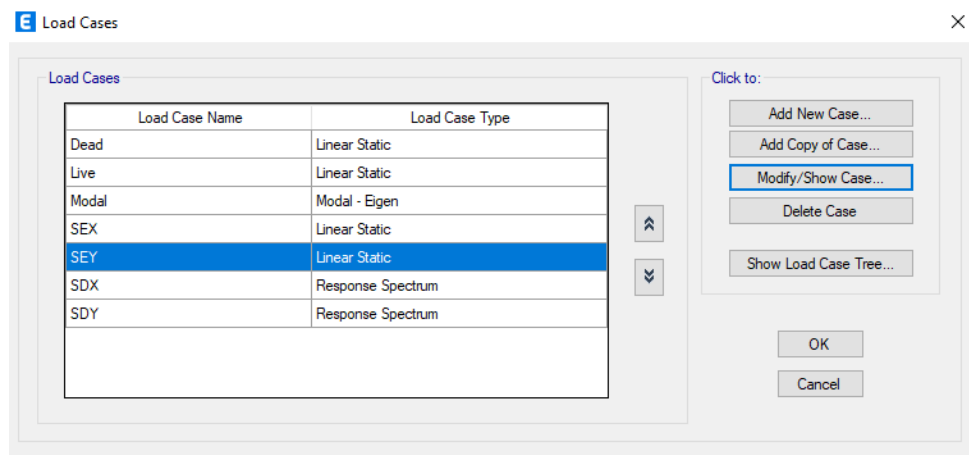 E Load Cases
Load Cases
Load Case Name Load Case Type
Dead Linear Static
Live Linear Static
Modal Modal - Eigen
SEX Linear Static
SEY Linear Static
SDX Response Spectrum
SDY Response Spectrum
Click to:
Add New Case...
Add Copy of Case...
Modify/Show Case...
Delete Case
Show Load Case Tree...
OK
Cancel